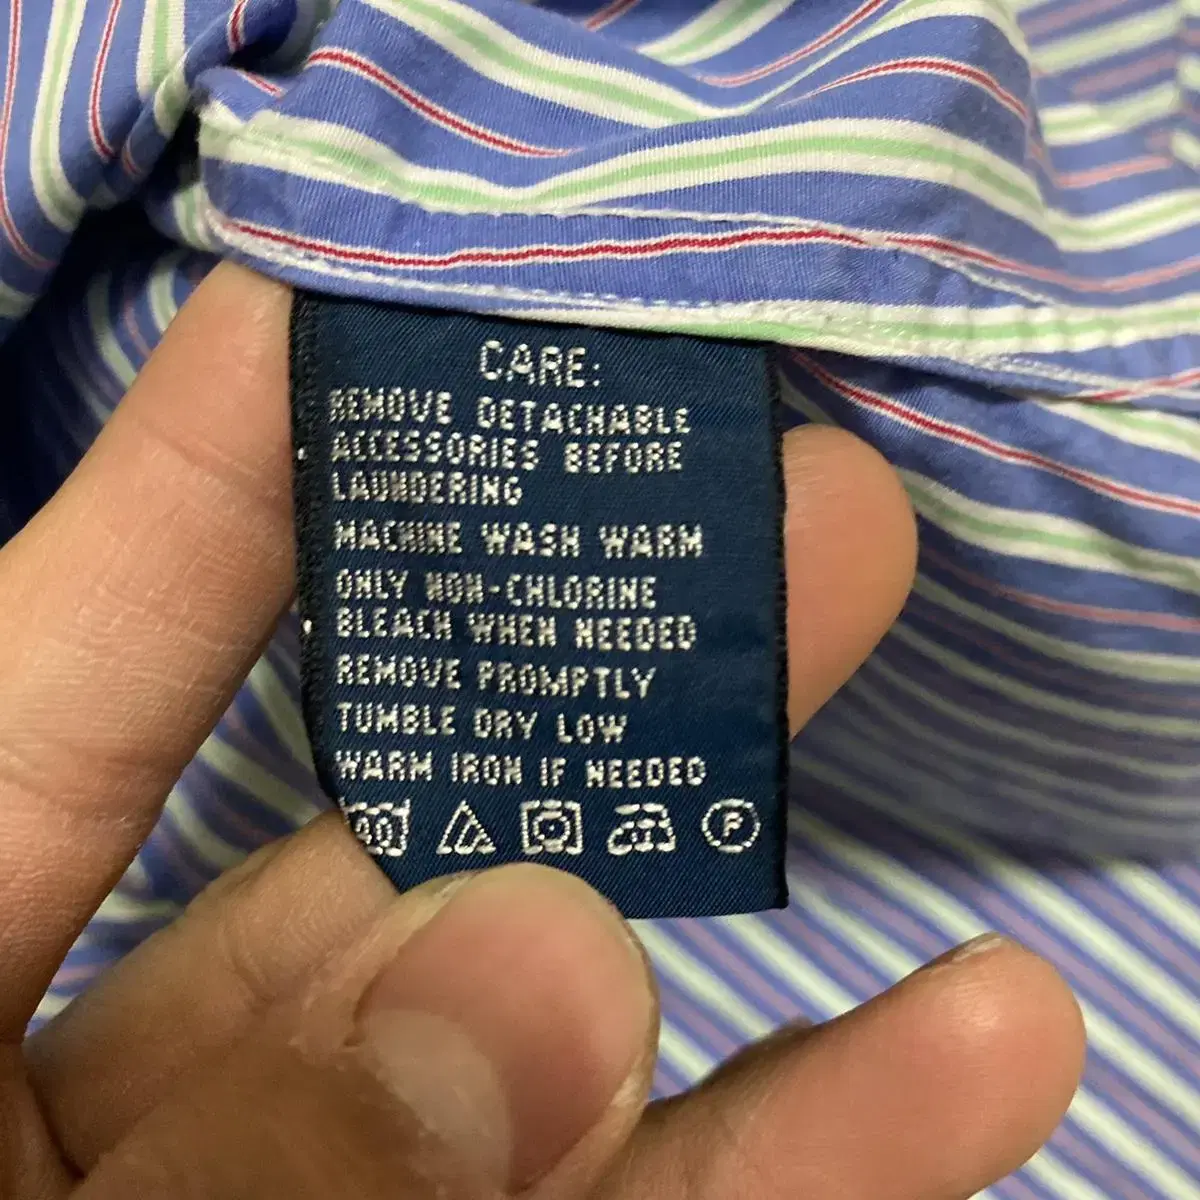 CARE:
REMOVE DETACHABLE
ACCESSORIES BEFORE
LAUNDERING
MACHINE WASH WARM
ONLY NON-CHLORINE
BLEACH WHEN NEEDED
REMOVE PROMPTLY
TUMBLE DRY LOW
WARM IRON IF NEEDED
40 P